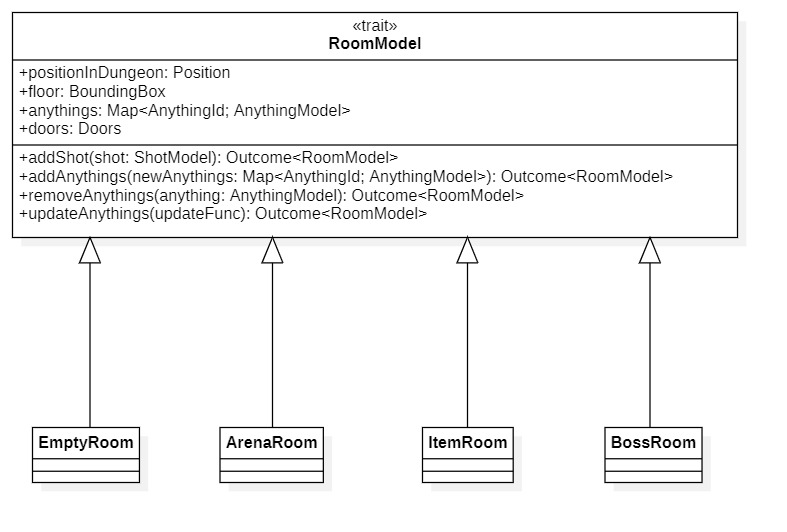 «trait»
RoomModel
+positionInDungeon: Position
+floor: BoundingBox
+anythings: Map<AnythingId; AnythingModel>
+doors: Doors
+addShot(shot: ShotModel): Outcome<RoomModel>
+addAnythings(newAnythings: Map<AnythingId; AnythingModel>): Outcome<RoomModel>
+removeAnythings(anything: AnythingModel): Outcome<RoomModel>
+updateAnythings(updateFunc): Outcome<RoomModel>
EmptyRoom
ArenaRoom
ItemRoom
BossRoom